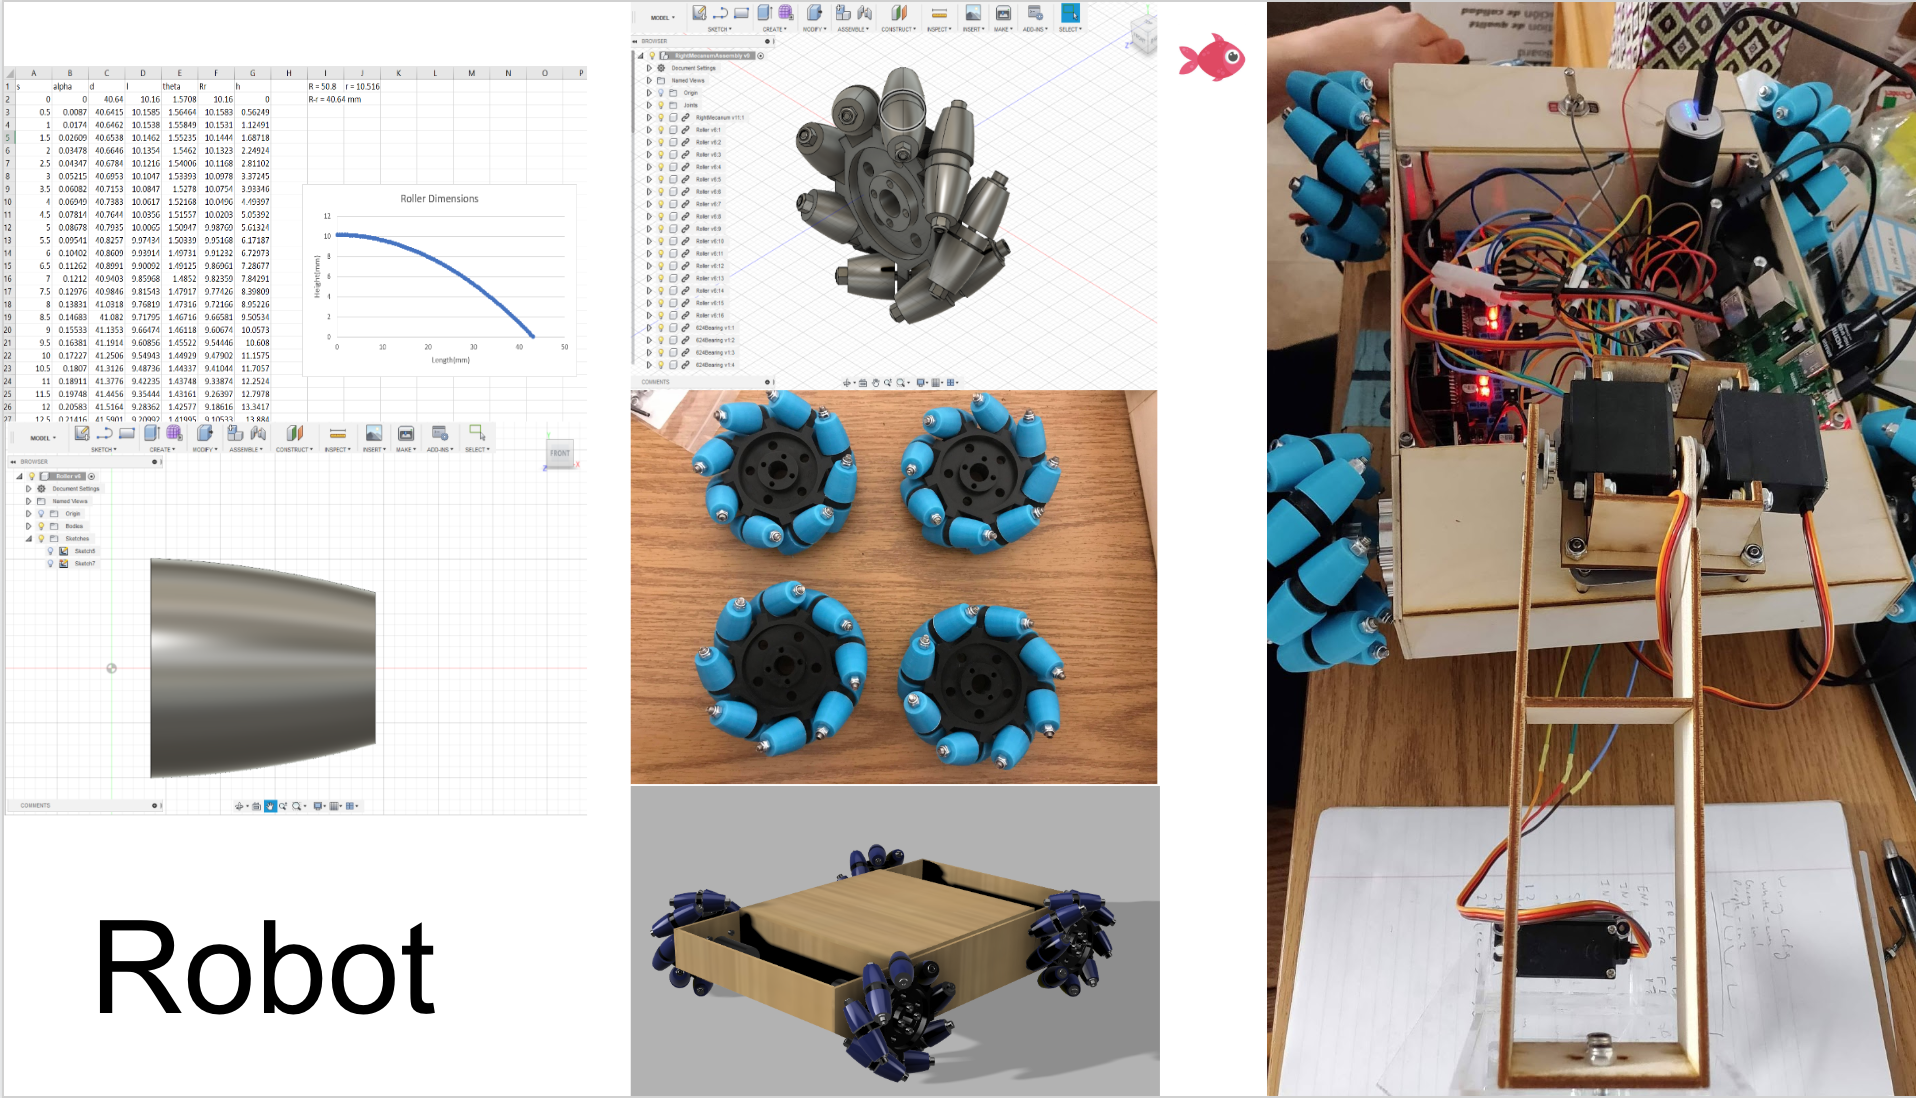 A B C D E F G H I J K L M N O P
1 s alpha d l theta Rr h R = 50.8 r = 10.516
2 0 0 40.64 10.16 1.5708 10.16 0 R-r = 40.64 mm
3 0.5 0.0087 40.6415 10.1585 1.56464 10.1583 0.56249
4 1 0.0174 40.6462 10.1538 1.55849 10.1531 1.12491
5 1.5 0.02609 40.6538 10.1462 1.55235 10.1444 1.68718
6 2 0.03478 40.6646 10.1354 1.5462 10.1323 2.24924
7 2.5 0.04347 40.6784 10.1216 1.54006 10.1168 2.81102
8 3 0.05215 40.6953 10.1047 1.53393 10.0978 3.37245
9 3.5 0.06082 40.7153 10.0847 1.5278 10.0754 3.93346
10 4 0.06949 40.7383 10.0617 1.52168 10.0496 4.49397
11 4.5 0.07814 40.7644 10.0356 1.51557 10.0203 5.05392
12 5 0.08678 40.7935 10.0065 1.50947 9.98769 5.61324
13 5.5 0.09541 40.8257 9.97434 1.50339 9.95168 6.17187
14 6 0.10402 40.8609 9.93914 1.49731 9.91232 6.72973
15 6.5 0.11262 40.8991 9.90092 1.49125 9.86961 7.28677
16 7 0.1212 40.9403 9.85968 1.4852 9.82359 7.84291
17 7.5 0.12976 40.9846 9.81543 1.47917 9.77426 8.39809
18 8 0.13831 41.0318 9.76819 1.47316 9.72166 8.95226
19 8.5 0.14683 41.082 9.71795 1.46716 9.66581 9.50534
20 9 0.15533 41.1353 9.66474 1.46118 9.60674 10.0573
21 9.5 0.16381 41.1914 9.60856 1.45522 9.54446 10.608
22 10 0.17227 41.2506 9.54943 1.44929 9.47902 11.1575
23 10.5 0.1807 41.3126 9.48736 1.44337 9.41044 11.7057
24 11 0.18911 41.3776 9.42235 1.43748 9.33874 12.2524
25 11.5 0.19748 41.4456 9.35444 1.43161 9.26397 12.7978
26 12 0.20583 41.5164 9.28362 1.42577 9.18616 13.3417
27 12.5 0.21416 41.5901 9.20992 1.41995 9.10533 13.884
Roller Dimensions
Height(mm)
12
10
8
6
4
2
0
0 10 20 30 40 50
Length(mm)
MODEL
SKETCH CREATE MODIFY ASSEMBLE CONSTRUCT INSPECT INSERT MAKE ADD-INS SELECT
BROWSER
Roller v6
Document Settings
Named Views
Origin
Bodies
Sketches
Sketch5
Sketch7
FRONT
COMMENTS
Robot
MODEL
SKETCH CREATE MODIFY ASSEMBLE CONSTRUCT INSPECT INSERT MAKE ADD-INS SELECT
BROWSER
Document Settings
Named Views
Origin
Joints
RightMecanum v11:1
Roller v6:1
Roller v6:2
Roller v6:3
Roller v6:4
Roller v6:5
Roller v6:6
Roller v6:7
Roller v6:8
Roller v6:9
Roller v6:10
Roller v6:11
Roller v6:12
Roller v6:13
Roller v6:14
Roller v6:15
Roller v6:16
624Bearing v1:1
624Bearing v1:2
624Bearing v1:3
624Bearing v1:4
COMMENTS